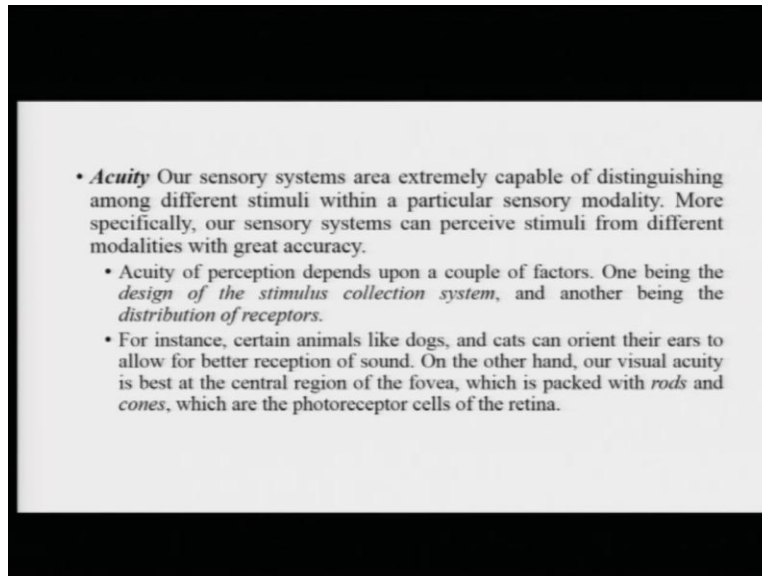 • Acuity Our sensory systems area extremely capable of distinguishing
among different stimuli within a particular sensory modality. More
specifically, our sensory systems can perceive stimuli from different
modalities with great accuracy.
• Acuity of perception depends upon a couple of factors. One being the
design of the stimulus collection system, and another being the
distribution of receptors.
• For instance, certain animals like dogs, and cats can orient their ears to
allow for better reception of sound. On the other hand, our visual acuity
is best at the central region of the fovea, which is packed with rods and
cones, which are the photoreceptor cells of the retina.